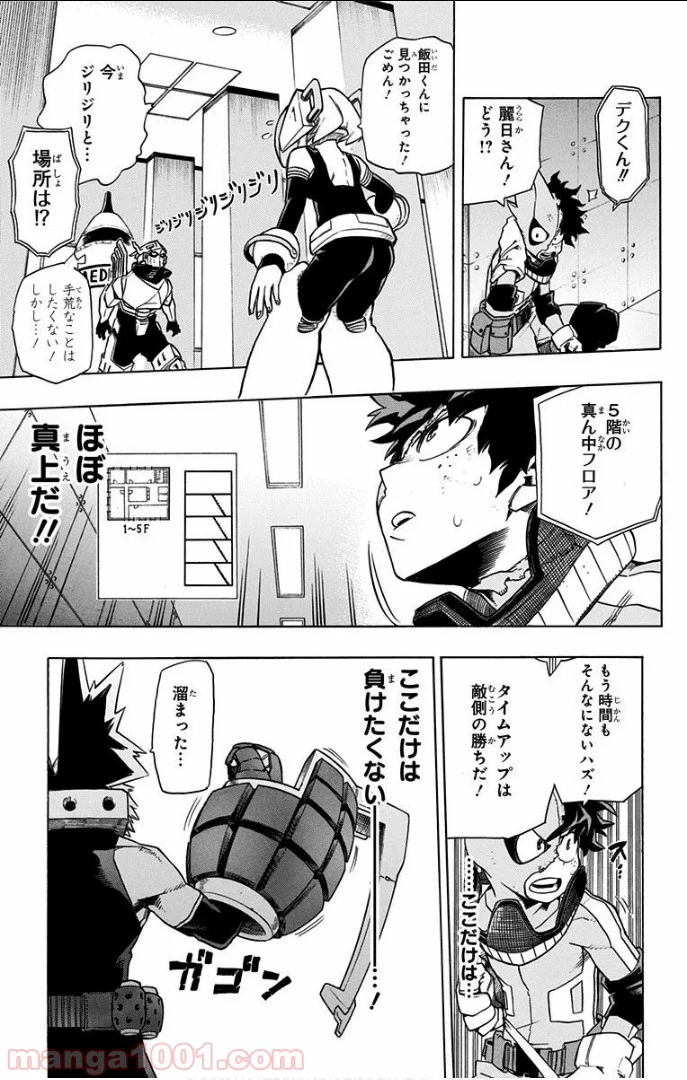 デクくん!!
麗日さん!
どう!?
飯田くんに
見つかっちゃった!
ごめん!
今
ジリジリと…
場所は!?
ジリジリジリジリジリ
手荒なことは
したくない!
しかし…!
5階の
真ん中フロア!
1〜5F
ほぼ
真上だ!!
もう時間も
そんなにないハズ!
タイムアップは
敵側の勝ちだ!
……ここだけは…
ここだけは
負けたくない
……!
溜まった…
ガゴン
manga1001.com